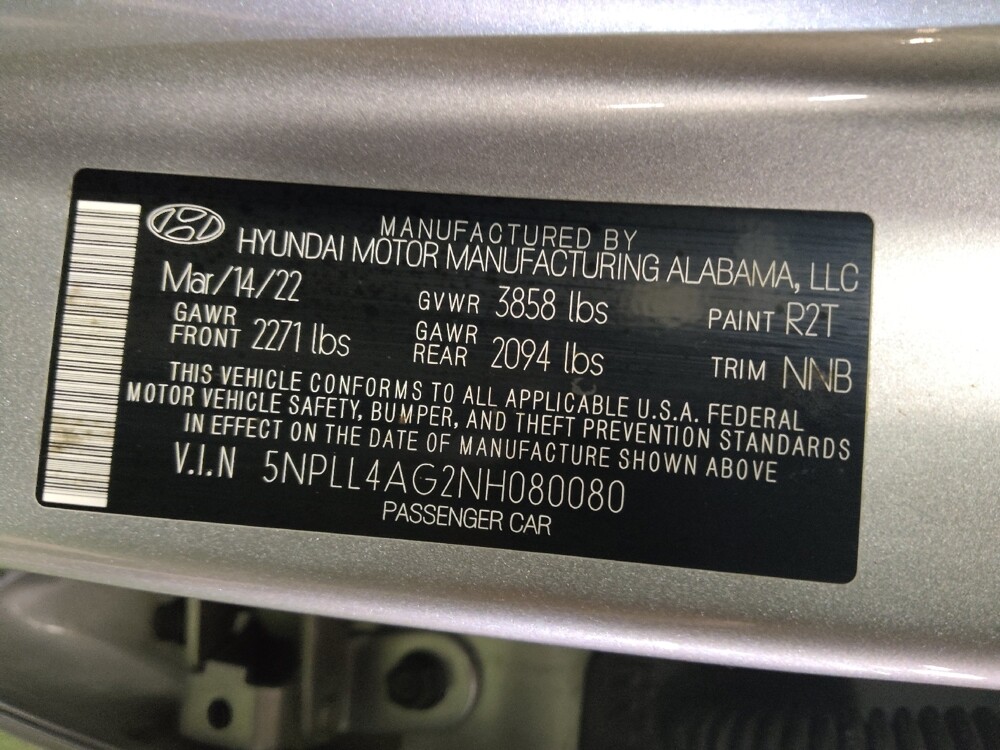 MANUFACTURED BY
HYUNDAI MOTOR MANUFACTURING ALABAMA, LLC
Mar/14/22 GVWR 3858 lbs PAINT R2T
GAWR FRONT 2271 lbs GAWR REAR 2094 lbs TRIM NNB
THIS VEHICLE CONFORMS TO ALL APPLICABLE U.S.A. FEDERAL
MOTOR VEHICLE SAFETY, BUMPER, AND THEFT PREVENTION STANDARDS
IN EFFECT ON THE DATE OF MANUFACTURE SHOWN ABOVE
V.I.N 5NPLL4AG2NH080080
PASSENGER CAR